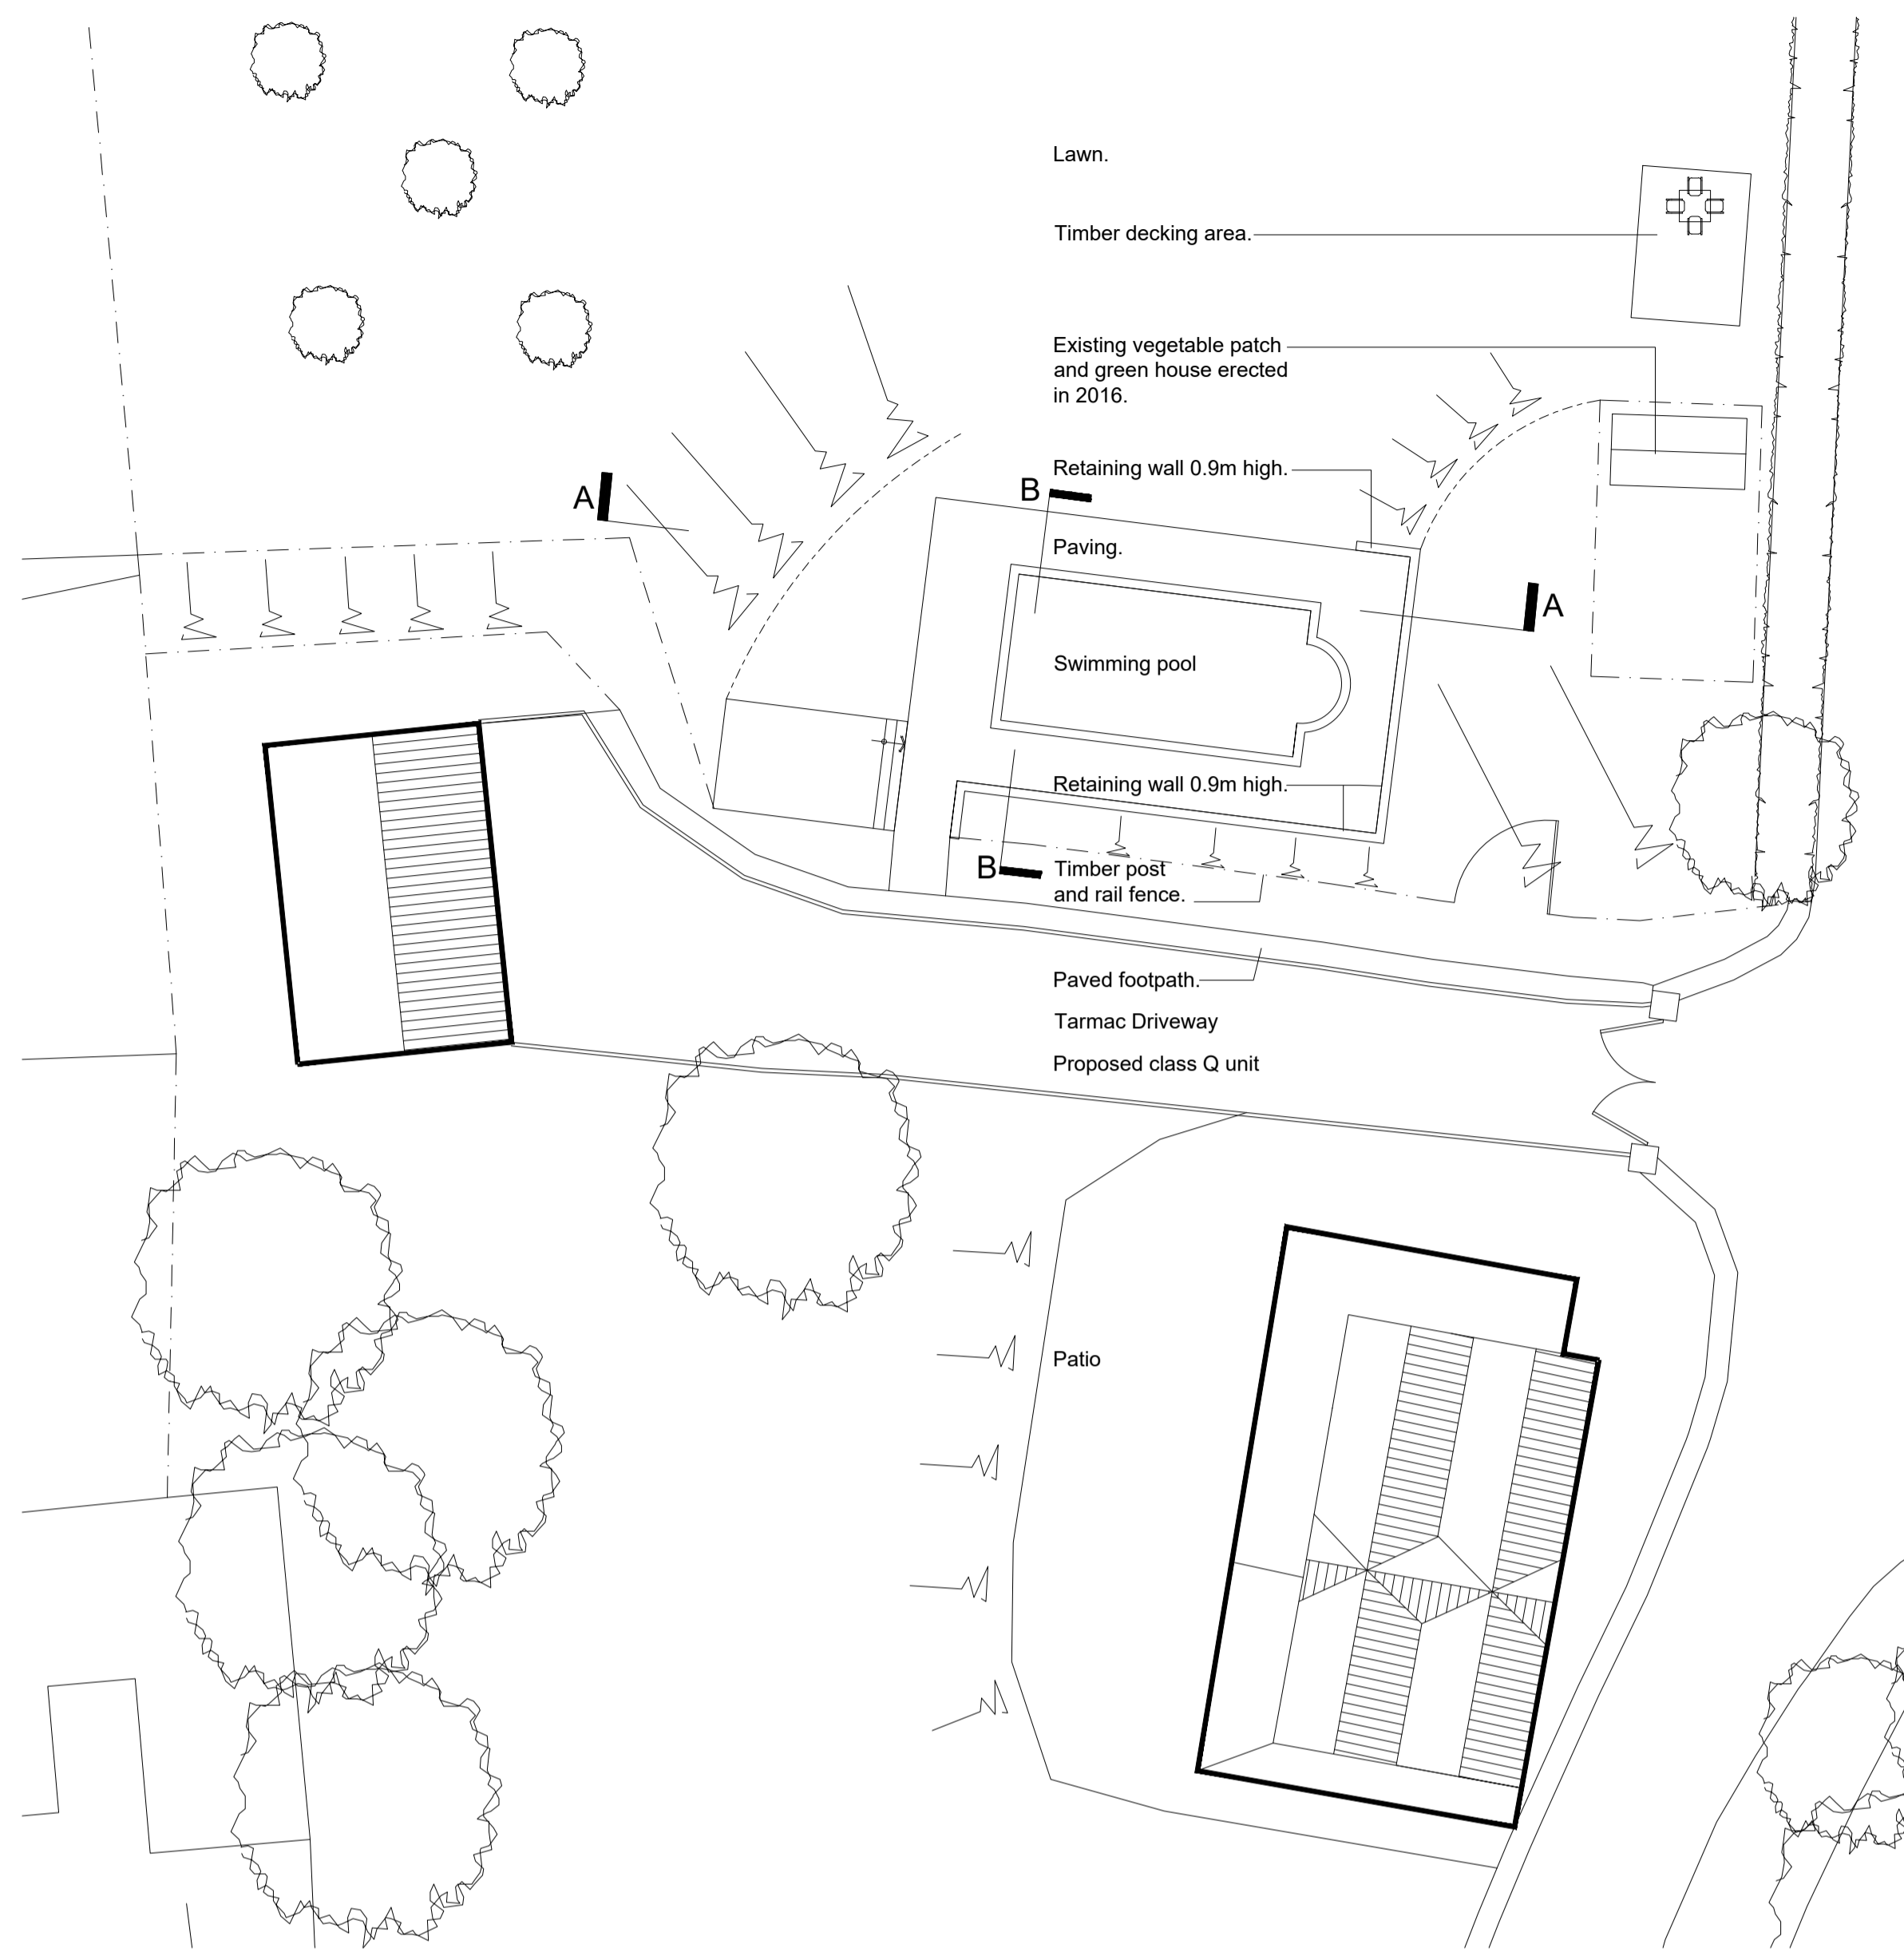 Lawn.
Timber decking area.
Existing vegetable patch
and green house erected
in 2016.
Retaining wall 0.9m high.
A
B
Paving.
A
Swimming pool
Retaining wall 0.9m high.
B
Timber post
and rail fence.
Paved footpath.
Tarmac Driveway
Proposed class Q unit
Patio